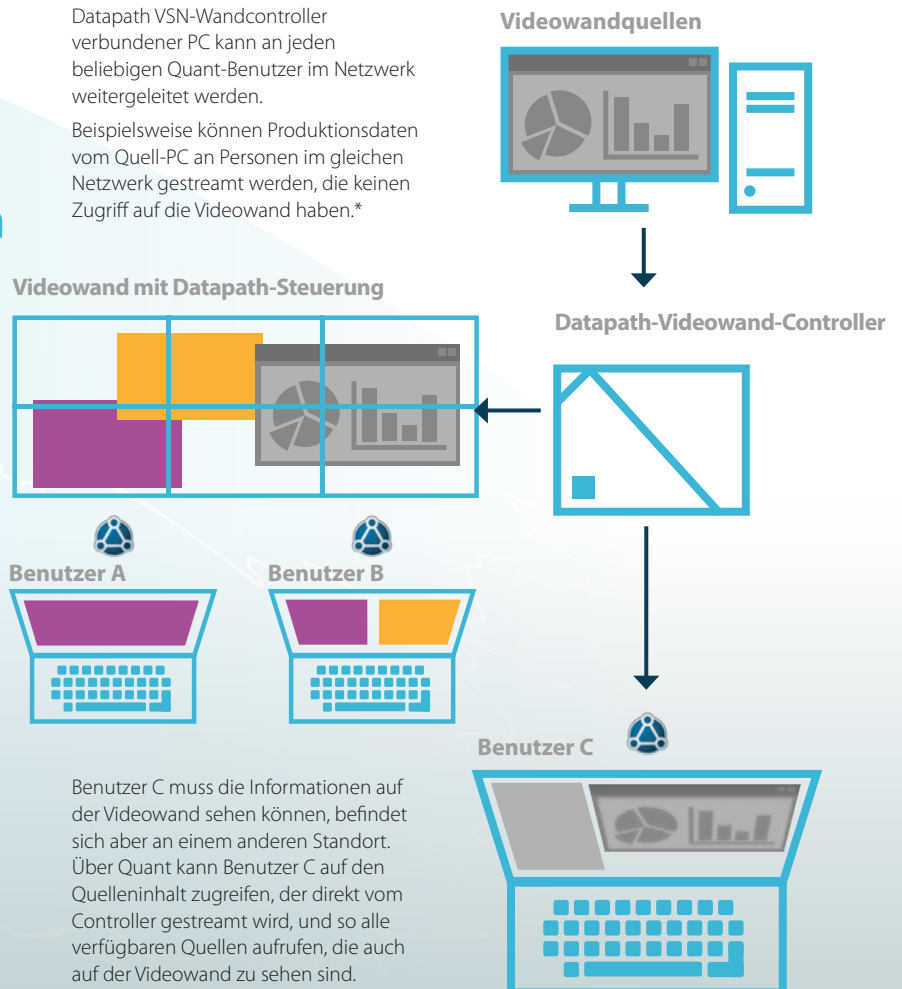 Datapath VSN-Wandcontroller
verbundener PC kann an jeden
beliebigen Quant-Benutzer im Netzwerk
weitergeleitet werden.
Beispielsweise können Produktionsdaten
vom Quell-PC an Personen im gleichen
Netzwerk gestreamt werden, die keinen
Zugriff auf die Videowand haben.*
Videowandquellen
Videowand mit Datapath-Steuerung
Datapath-Videowand-Controller
Benutzer A
Benutzer B
Benutzer C
Benutzer C muss die Informationen auf
der Videowand sehen können, befindet
sich aber an einem anderen Standort.
Über Quant kann Benutzer C auf den
Quelleninhalt zugreifen, der direkt vom
Controller gestreamt wird, und so alle
verfügbaren Quellen aufrufen, die auch
auf der Videowand zu sehen sind.